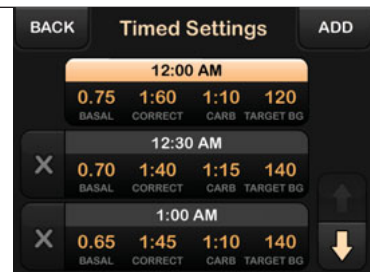 BACK Timed Settings ADD
12:00 AM
0.75 1:60 1:10 120
BASAL CORRECT CARB TARGET BG
12:30 AM
X 0.70 1:40 1:15 140
BASAL CORRECT CARB TARGET BG
1:00 AM
X 0.65 1:45 1:10 140
BASAL CORRECT CARB TARGET BG